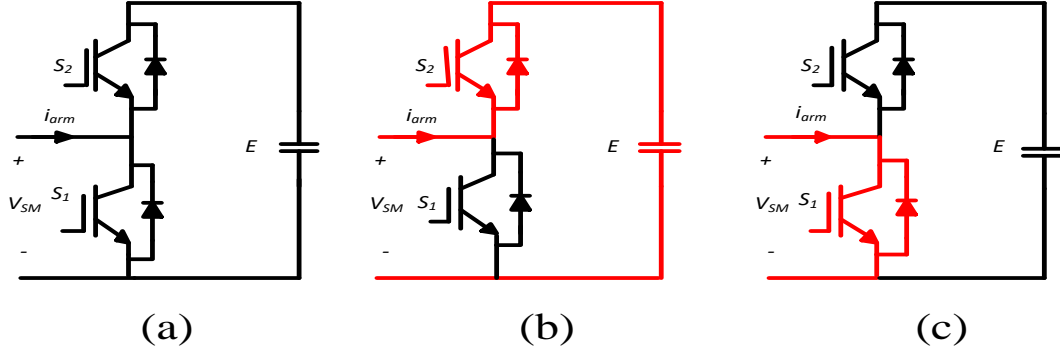 S2
iarm
E
+
VSM
S1
-
(a)
S2
iarm
E
+
VSM
S1
-
(b)
S2
iarm
E
+
VSM
S1
-
(c)